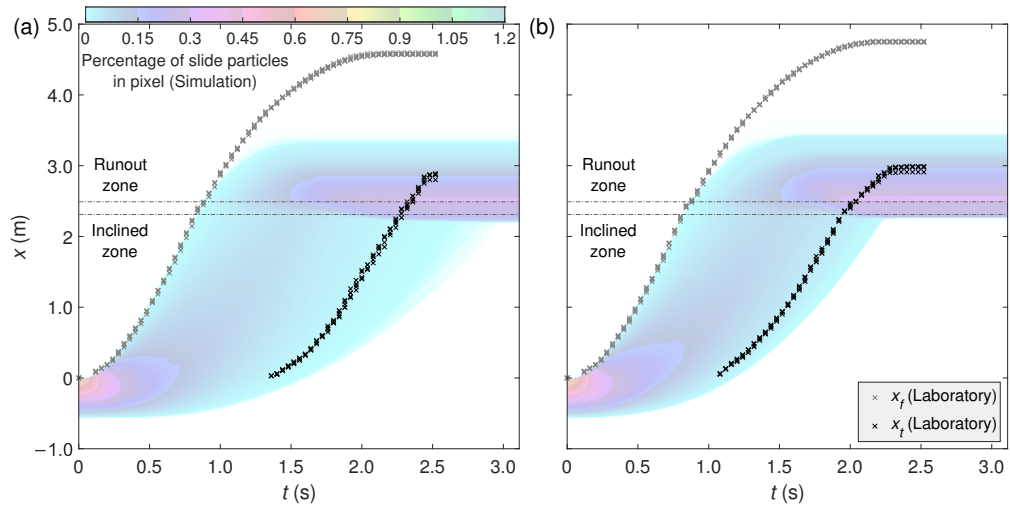 (a)
0 0.15 0.3 0.45 0.6 0.75 0.9 1.05 1.2
Percentage of slide particles
in pixel (Simulation)
5.0
4.0
3.0
2
1.0
0
−1.0
x (m)
Runout
zone
Inclined
zone
0 0.5 1.0 1.5 2.0 2.5 3.0
t (s)
(b)
Runout
zone
Inclined
zone
x_f (Laboratory)
x_t (Laboratory)
0 0.5 1.0 1.5 2.0 2.5 3.0
t (s)